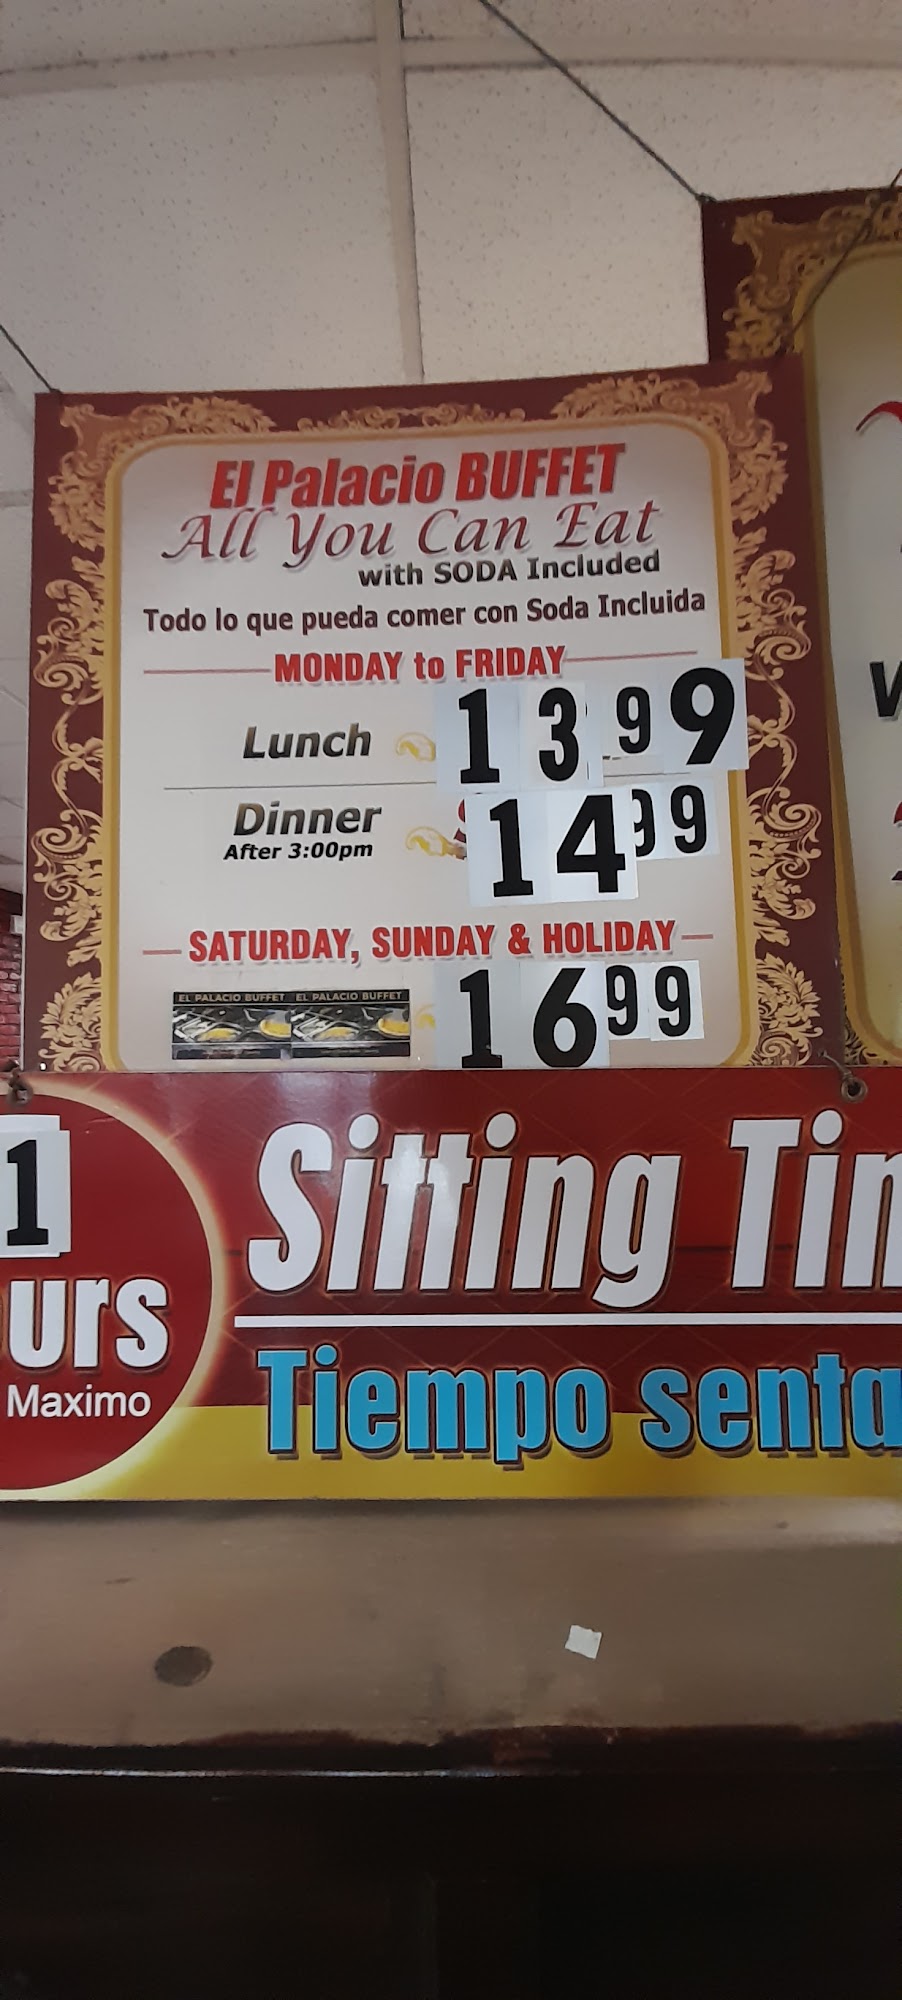 El Palacio BUFFET
All You Can Eat
with SODA Included
Todo lo que pueda comer con Soda Incluida
MONDAY to FRIDAY
Lunch 13.99
Dinner 14 99
After 3:00pm
SATURDAY, SUNDAY & HOLIDAY
EL PALACIO BUFFET EL PALACIO BUFFET 16 99
1
Sitting Tim
urs
Maximo
Tiempo senta